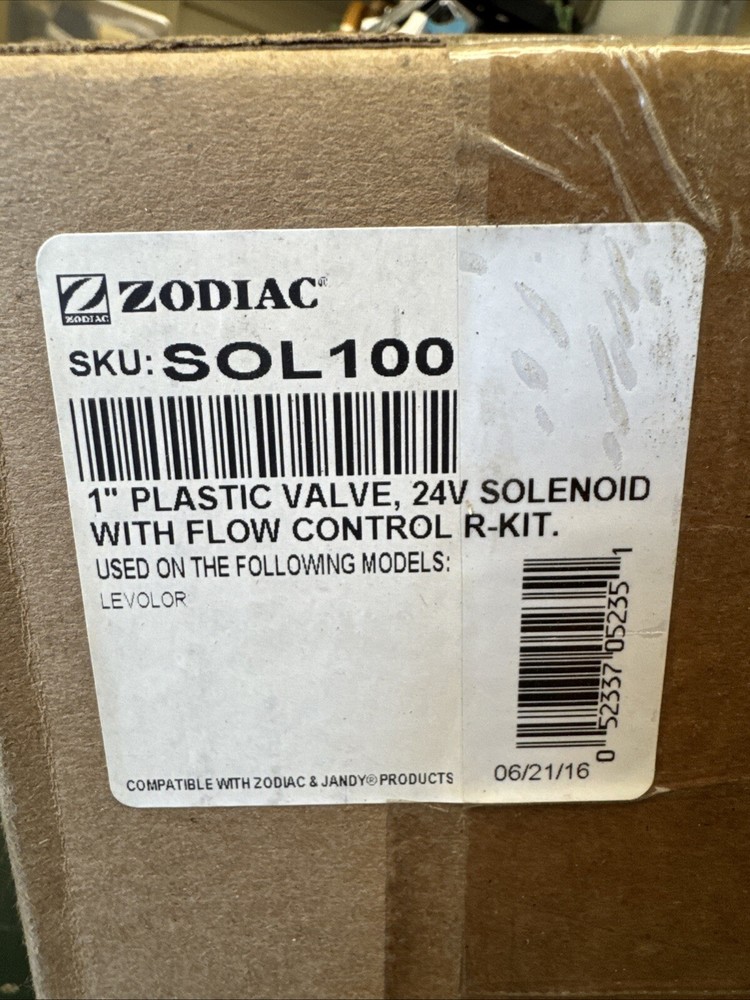 ZODIAC ZODIAC®
SKU: SOL100
1" PLASTIC VALVE, 24V SOLENOID
WITH FLOW CONTROL R-KIT.
USED ON THE FOLLOWING MODELS:
LEVOLOR
0 52337 05235 1
COMPATIBLE WITH ZODIAC & JANDY® PRODUCTS
06/21/16